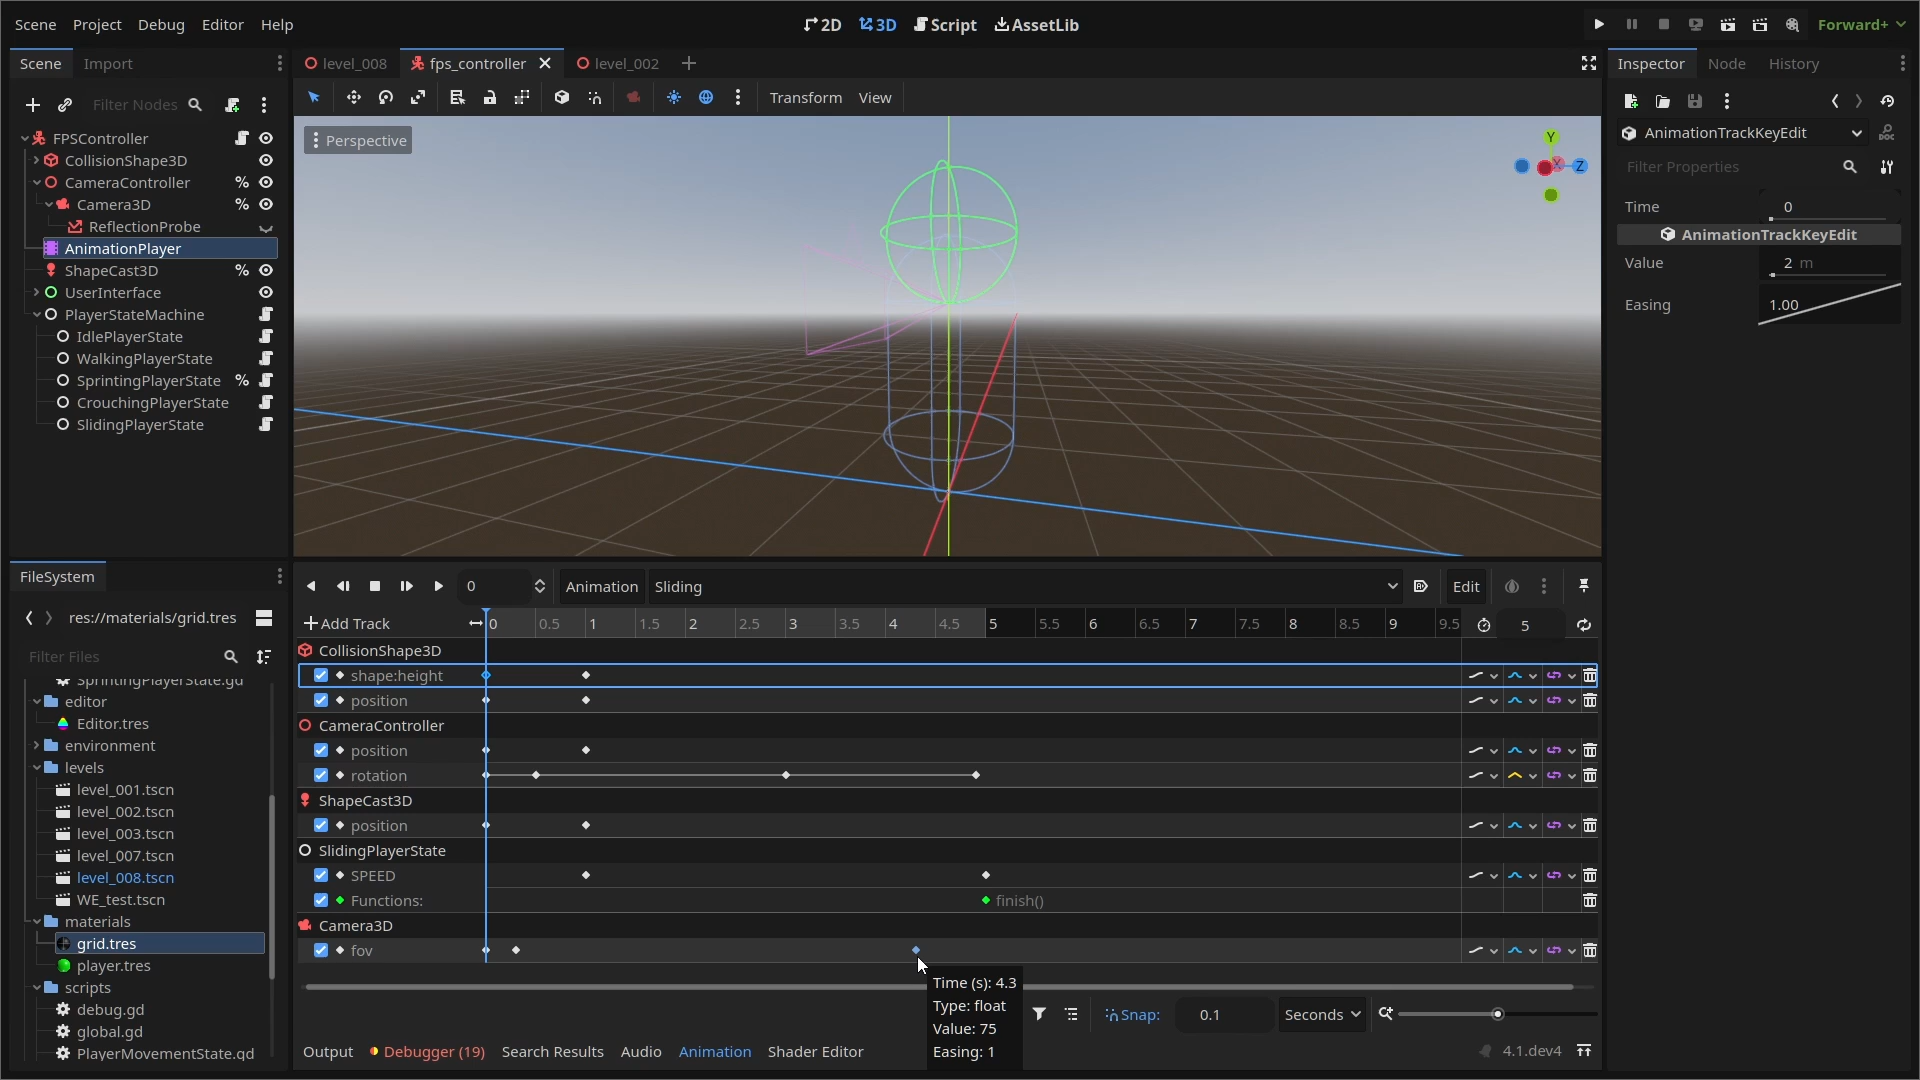 Scene Project Debug Editor Help
2D 3D Script AssetLib
Forward+
Scene Import
level_008 fps_controller level_002
Inspector Node History
Filter Nodes
Transform View
FPSController
CollisionShape3D
CameraController %
Camera3D %
ReflectionProbe
AnimationPlayer
ShapeCast3D %
UserInterface
PlayerStateMachine
IdlePlayerState
WalkingPlayerState
SprintingPlayerState %
CrouchingPlayerState
SlidingPlayerState
Perspective
Y
X Z
AnimationTrackKeyEdit
Filter Properties
Time 0
AnimationTrackKeyEdit
Value 2 m
Easing 1.00
FileSystem
res://materials/grid.tres
Filter Files
SprintingPlayerState.gd
editor
Editor.tres
environment
levels
level_001.tscn
level_002.tscn
level_003.tscn
level_007.tscn
level_008.tscn
WE_test.tscn
materials
grid.tres
player.tres
scripts
debug.gd
global.gd
PlayerMovementState.gd
0 Animation Sliding Edit
Add Track 0 0.5 1 1.5 2 2.5 3 3.5 4 4.5 5 5.5 6 6.5 7 7.5 8 8.5 9 9.5 5
CollisionShape3D
shape:height
position
CameraController
position
rotation
ShapeCast3D
position
SlidingPlayerState
SPEED
Functions: finish()
Camera3D
fov
Time (s): 4.3
Type: float
Value: 75
Easing: 1
Snap: 0.1 Seconds
Output Debugger (19) Search Results Audio Animation Shader Editor
4.1.dev4